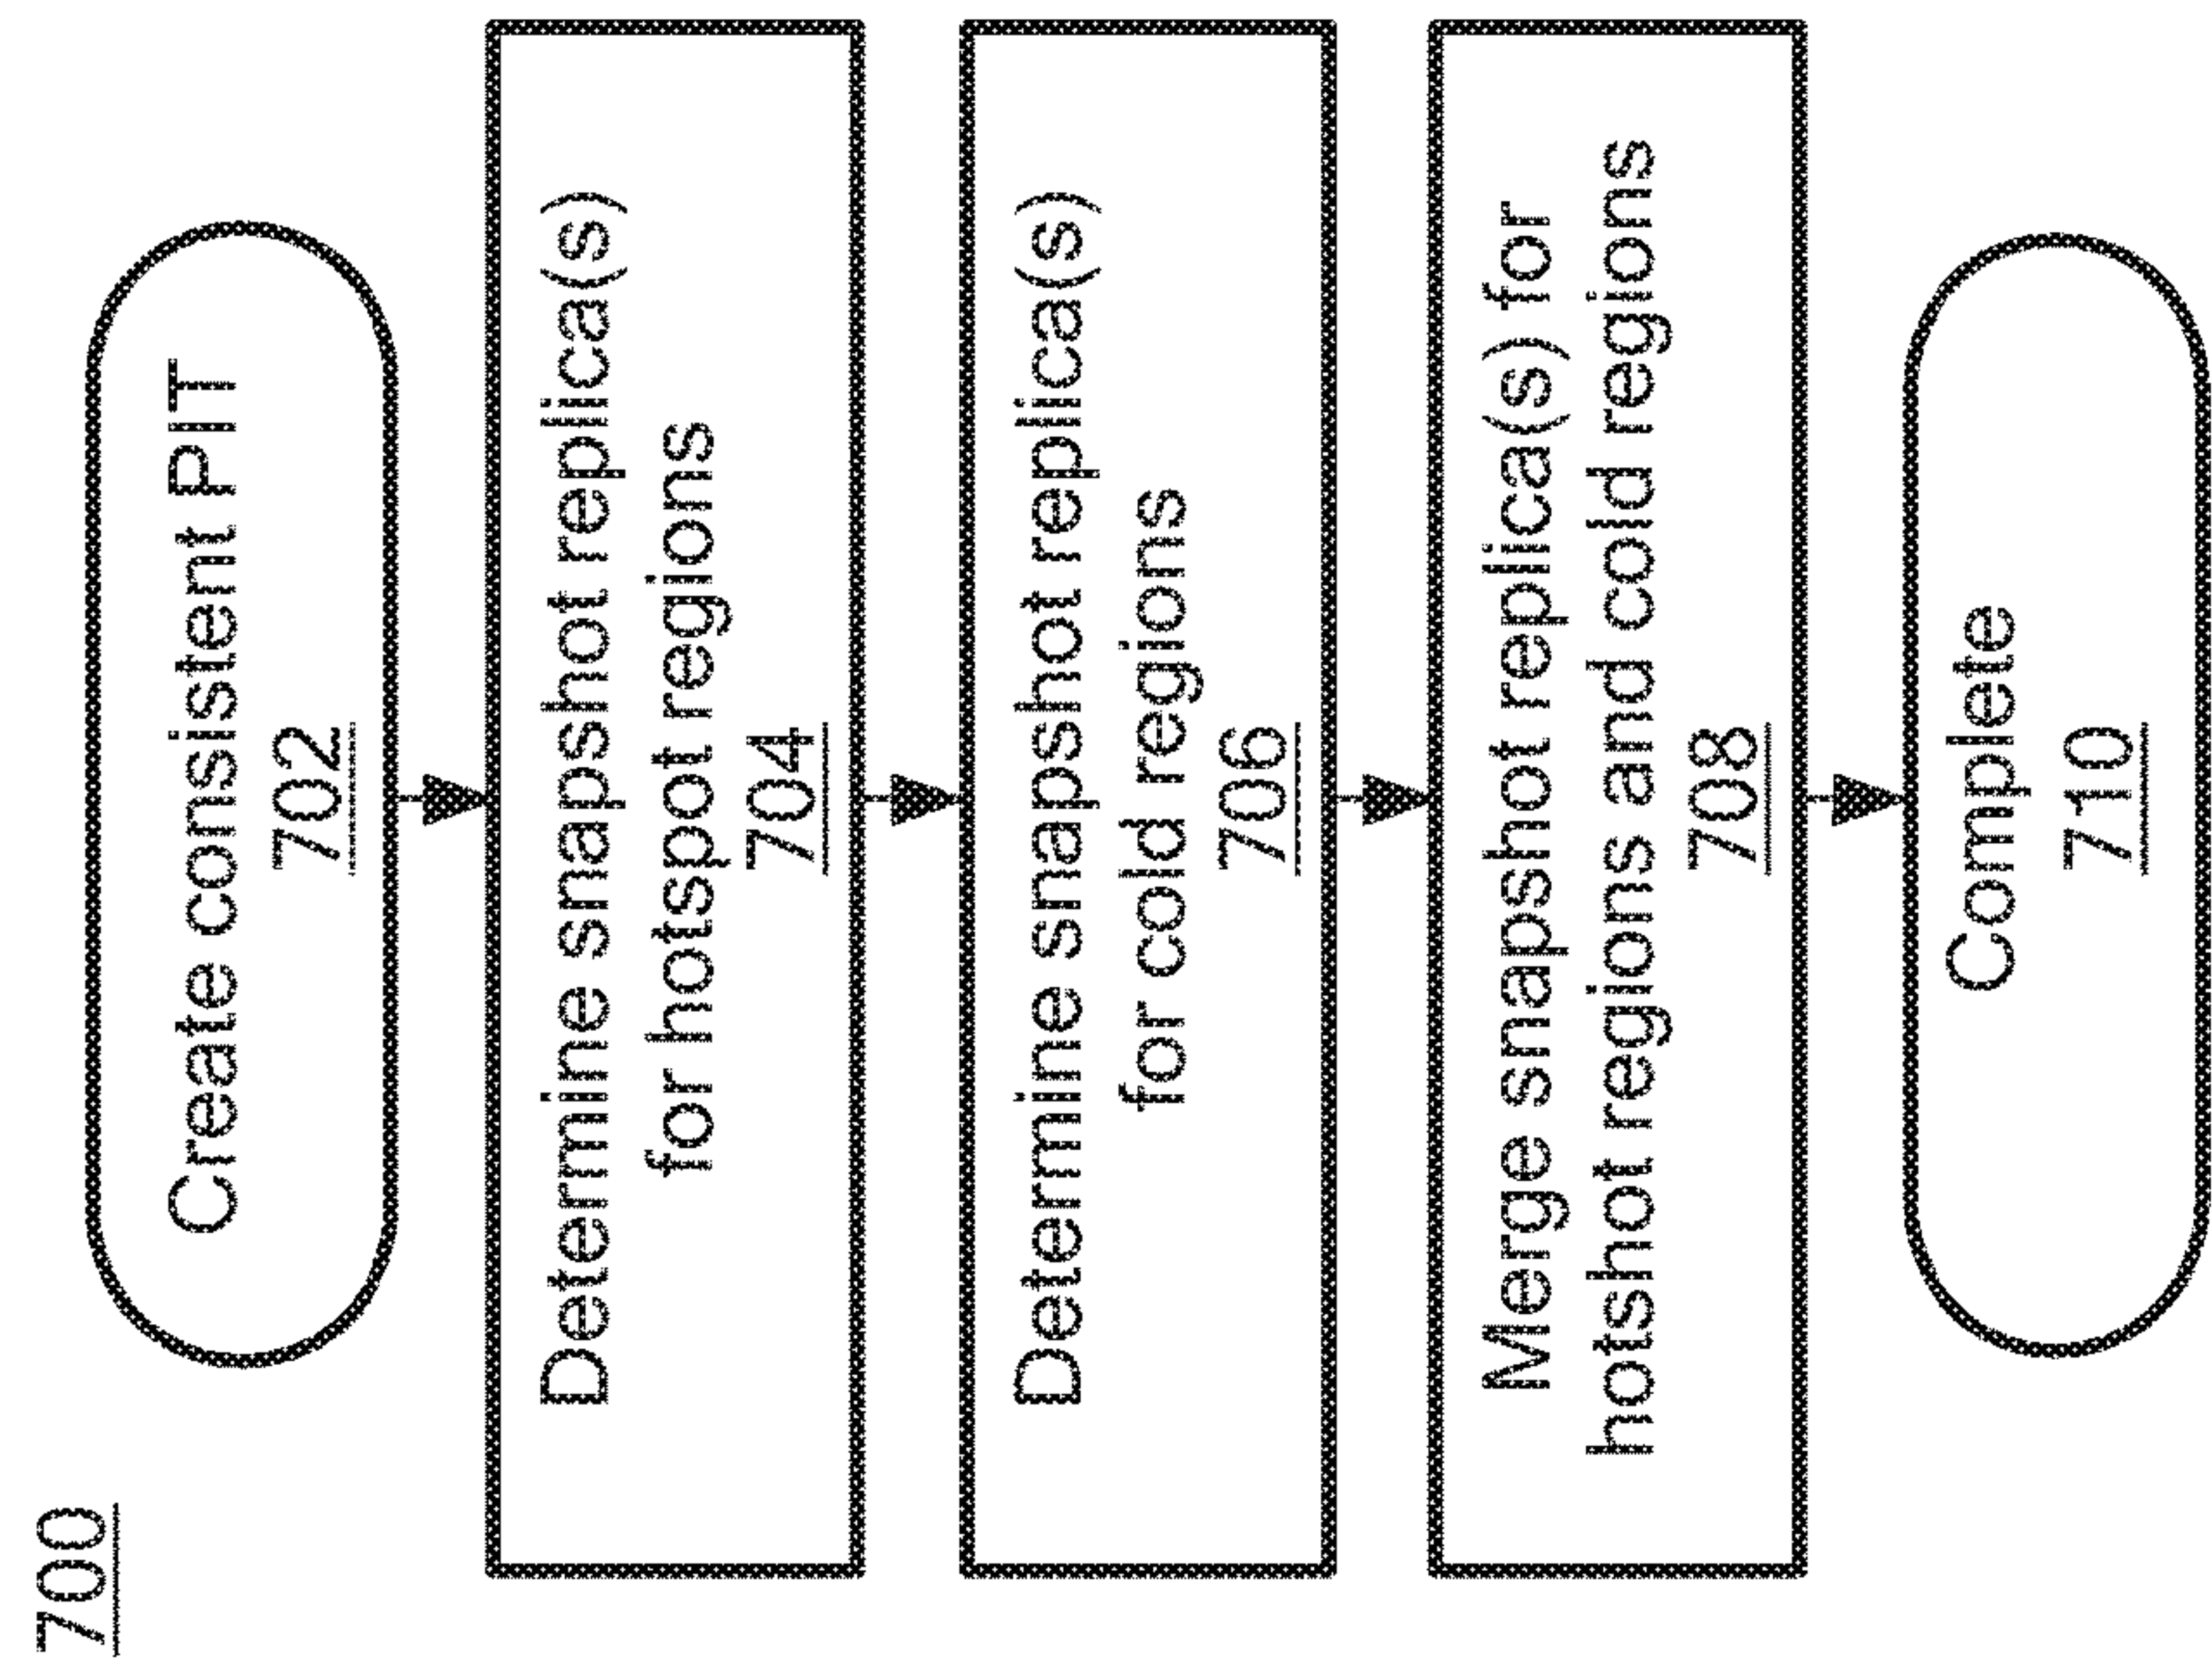 700
Create consistent PIT
702
Determine snapshot replica(s)
for hotspot regions
704
Determine snapshot replica(s)
for cold regions
706
Merge snapshot replica(s) for
hotshot regions and cold regions
708
Complete
710